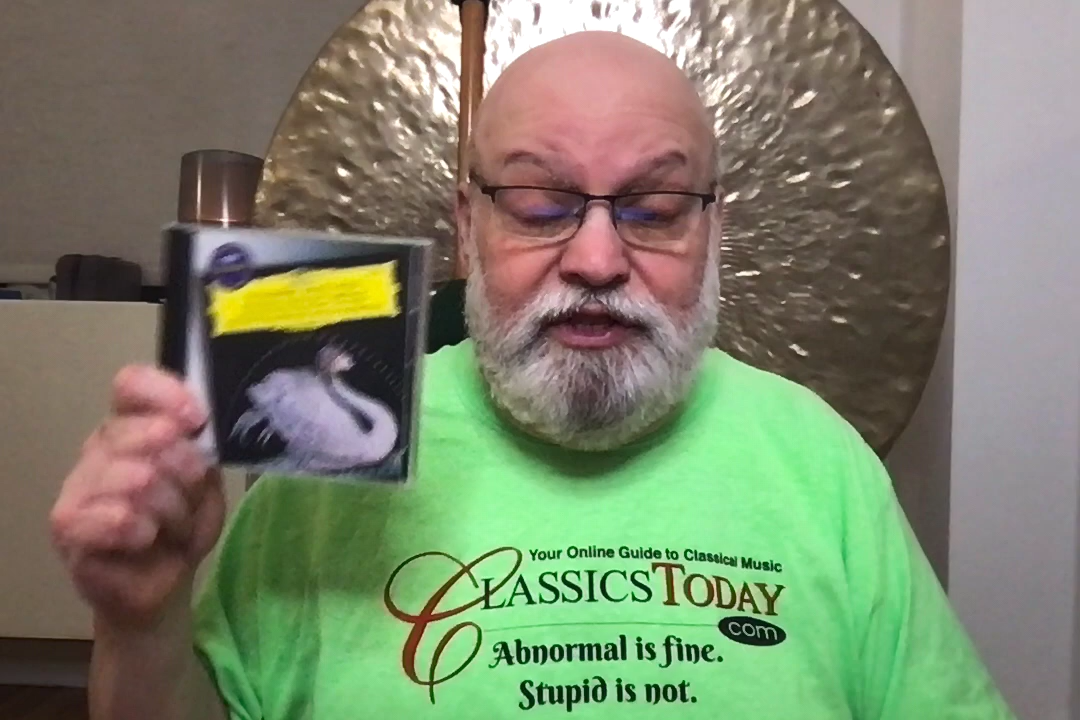 Your Online Guide to Classical Music
CLASSICSTODAY
com
Abnormal is fine.
Stupid is not.